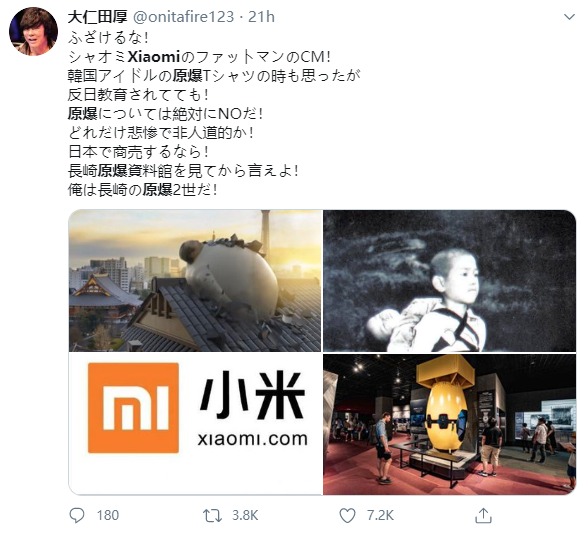 大仁田厚 @onitafire123 · 21h
ふざけるな！
シャオミXiaomiのファットマンのCM！
韓国アイドルの原爆Tシャツの時も思ったが
反日教育されてても！
原爆については絶対にNOだ！
どれだけ悲惨で非人道的か！
日本で商売するなら！
長崎原爆資料館を見てから言えよ！
俺は長崎の原爆2世だ！
mi
小米
xiaomi.com
180 3.8K 7.2K